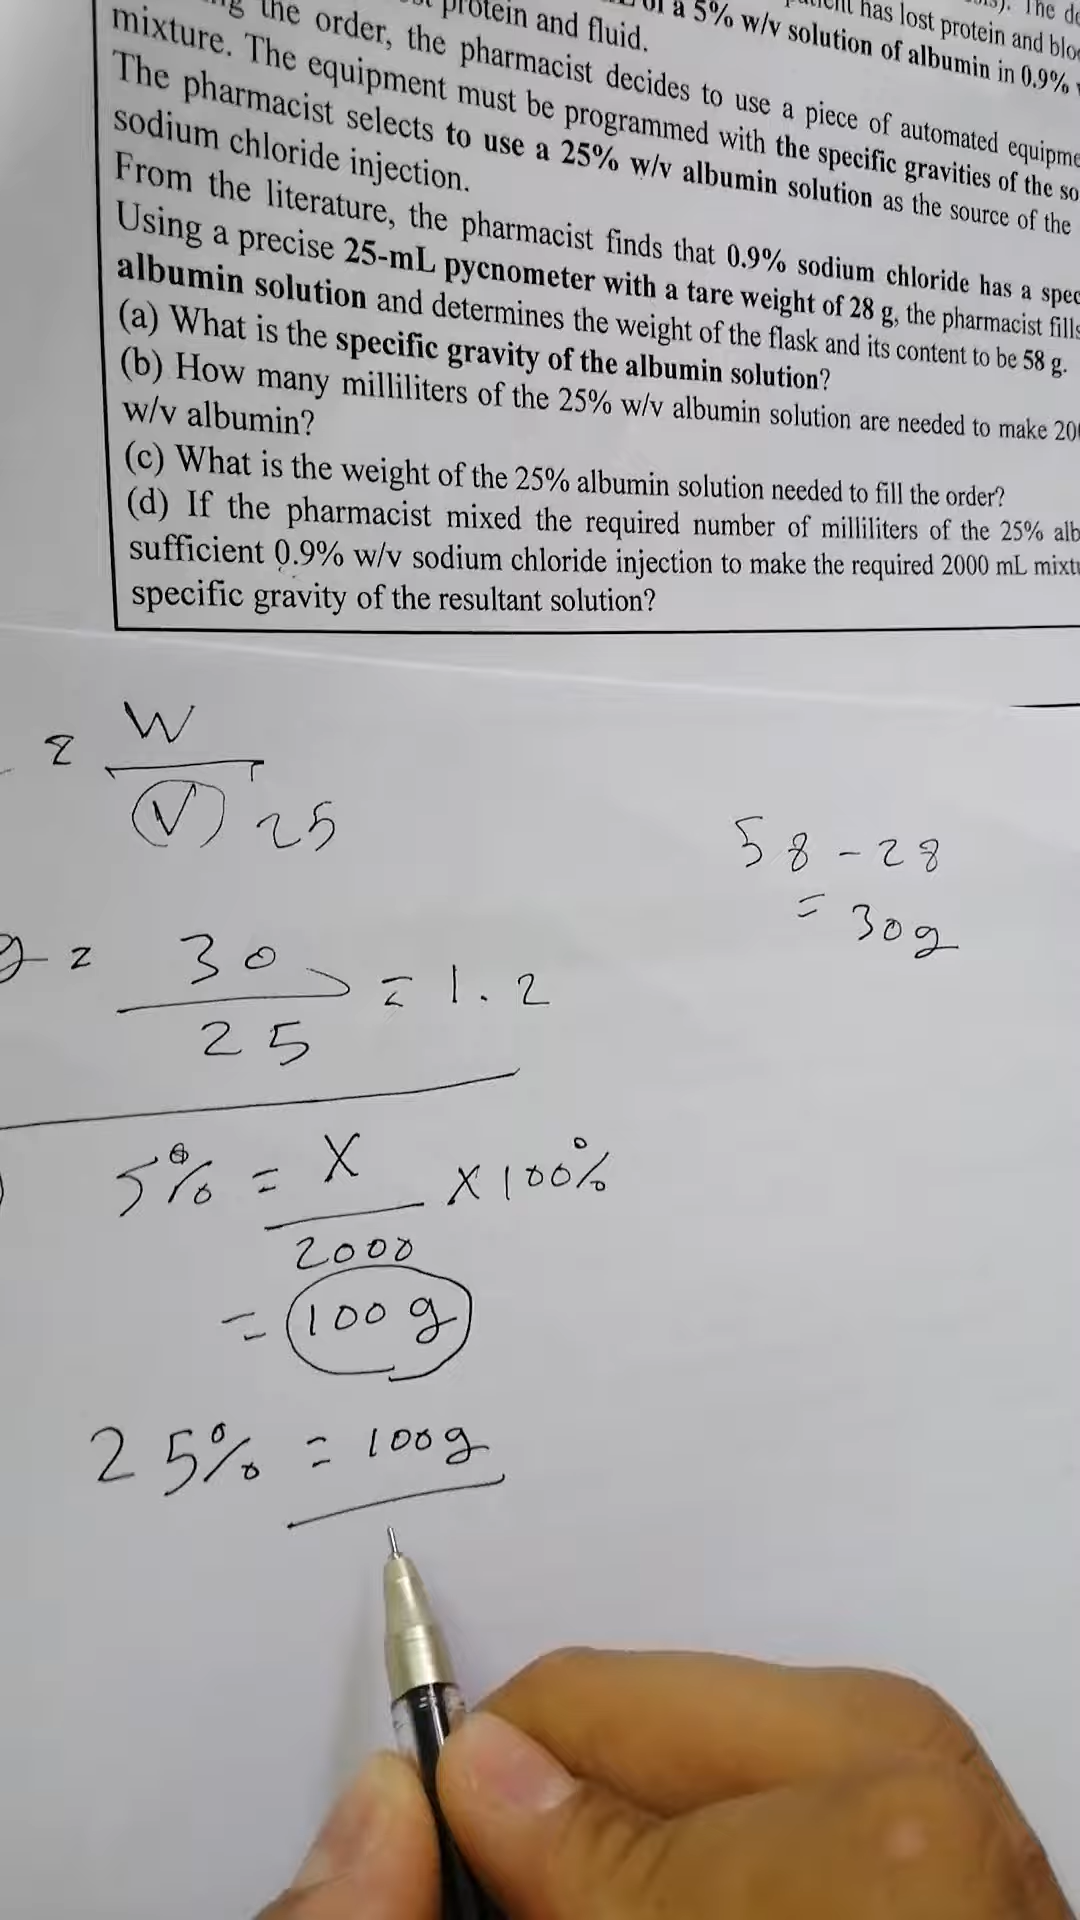 the order, the pharmacist decides to use a piece of automated
protein and fluid.
of a 5% w/v solution of albumin in 0.9%
has lost protein and
The
mixture. The equipment must be programmed with the specific gravities of the
The pharmacist selects to use a 25% w/v albumin solution as the source of the
sodium chloride injection.
From the literature, the pharmacist finds that 0.9% sodium chloride has a
Using a precise 25-mL pycnometer with a tare weight of 28 g, the pharmacist fills
albumin solution and determines the weight of the flask and its content to be 58 g.
(a) What is the specific gravity of the albumin solution?
(b) How many milliliters of the 25% w/v albumin solution are needed to make
w/v albumin?
(c) What is the weight of the 25% albumin solution needed to fill the order?
(d) If the pharmacist mixed the required number of milliliters of the 25%
sufficient 0.9% w/v sodium chloride injection to make the required 2000 mL
specific gravity of the resultant solution?
= W
V 25
58 - 28
= 30g
= 30
25
= 1.2
5% = X × 100%
2000
= 100 g
25% = 100g